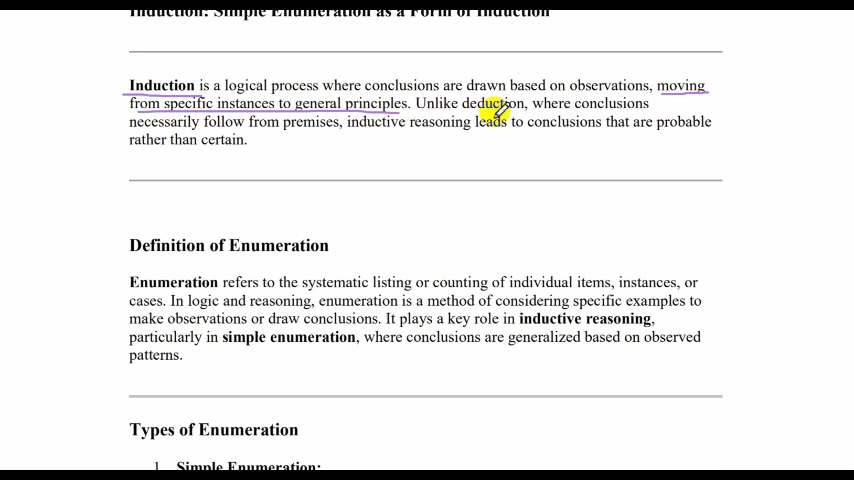 Induction: Simple Enumeration as a Form of Induction
Induction is a logical process where conclusions are drawn based on observations, moving
from specific instances to general principles. Unlike deduction, where conclusions
necessarily follow from premises, inductive reasoning leads to conclusions that are probable
rather than certain.
Definition of Enumeration
Enumeration refers to the systematic listing or counting of individual items, instances, or
cases. In logic and reasoning, enumeration is a method of considering specific examples to
make observations or draw conclusions. It plays a key role in inductive reasoning,
particularly in simple enumeration, where conclusions are generalized based on observed
patterns.
Types of Enumeration
1. Simple Enumeration: